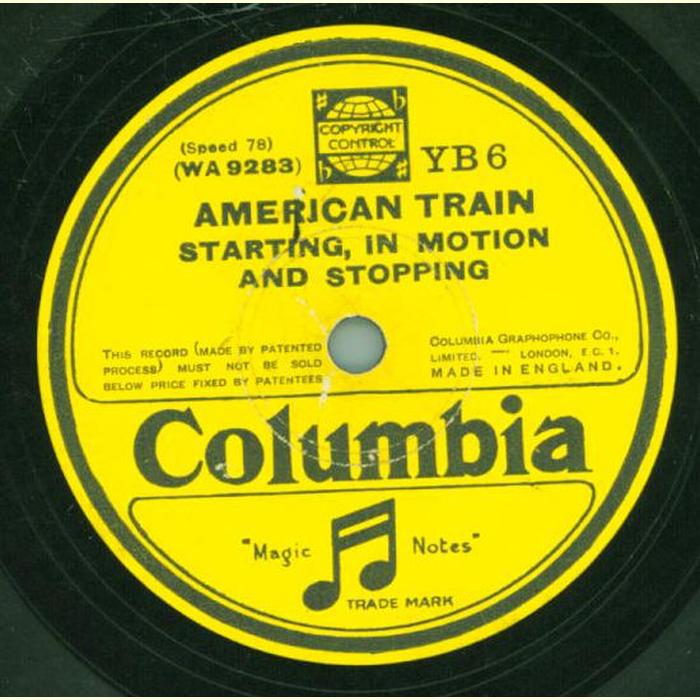 COPYRIGHT
CONTROL
(Speed 78)
(WA 9283)
YB6
AMERICAN TRAIN
STARTING, IN MOTION
AND STOPPING
THIS RECORD (MADE BY PATENTED
PROCESS) MUST NOT BE SOLD
BELOW PRICE FIXED BY PATENTEES
COLUMBIA GRAPHOPHONE CO.,
LIMITED. — LONDON, E.C. 1.
MADE IN ENGLAND.
Columbia
"Magic Notes"
TRADE MARK